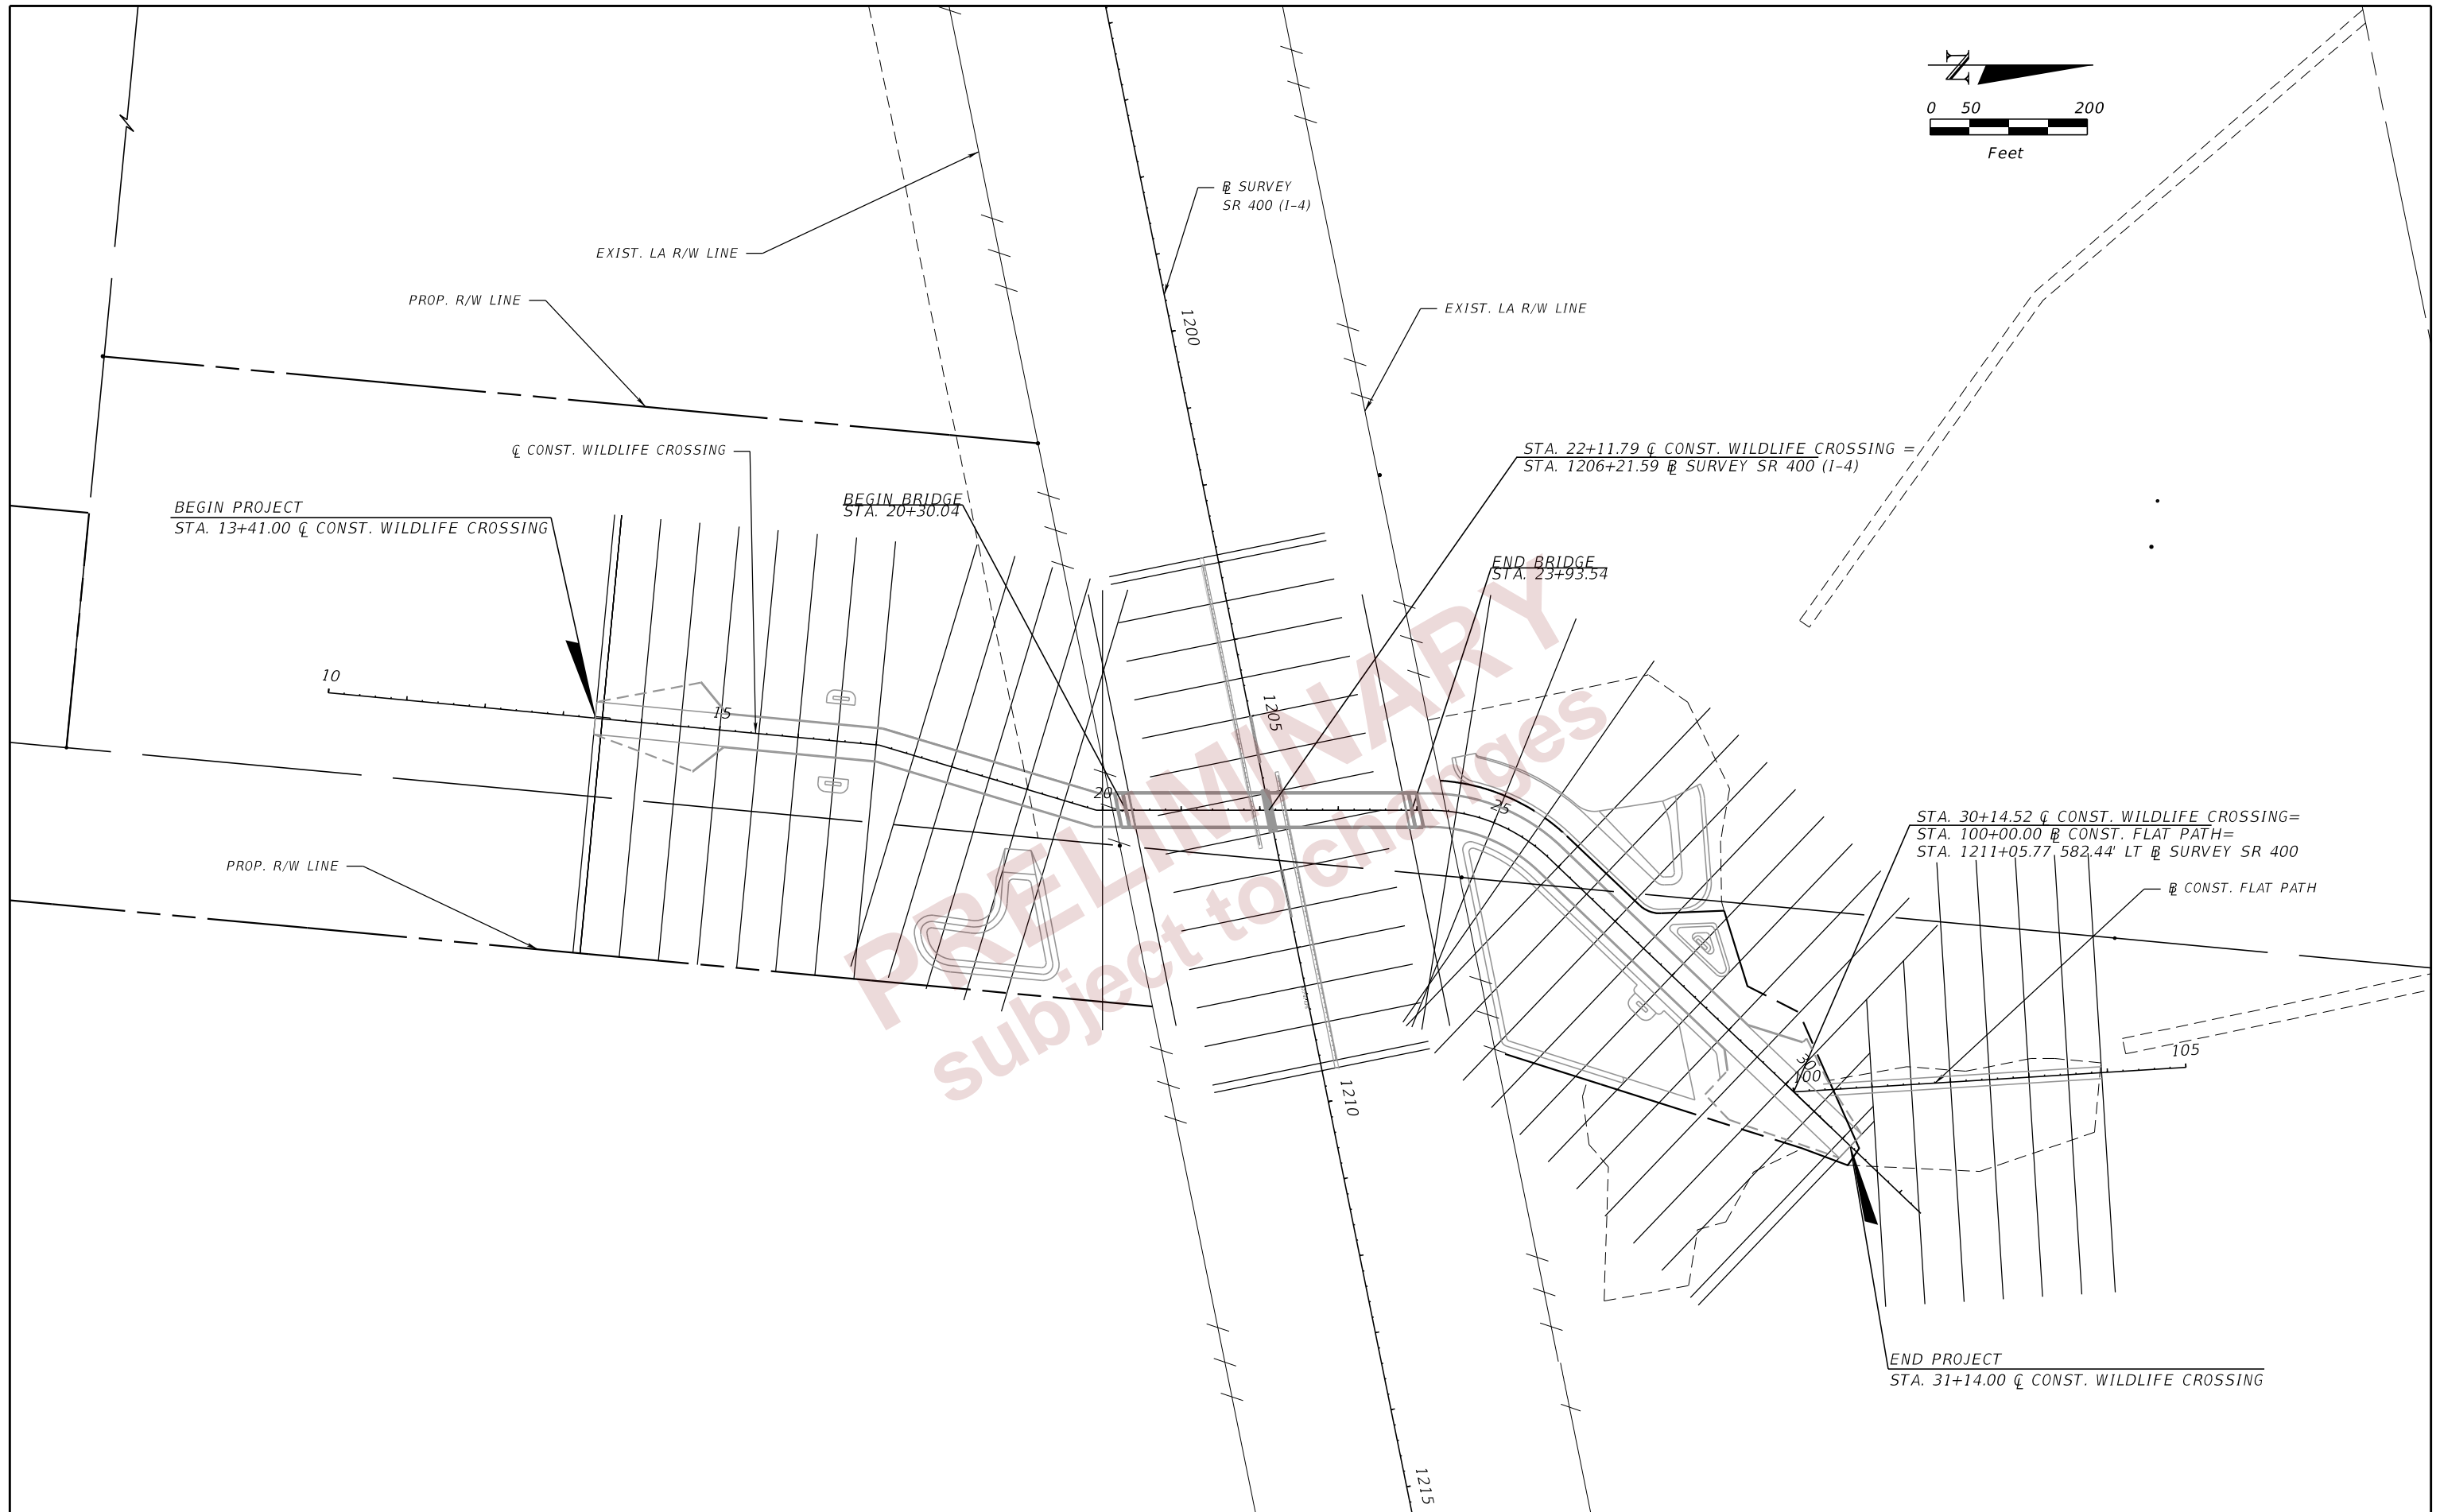 N
0 50 200
Feet
℄ SURVEY
SR 400 (I-4)
EXIST. LA R/W LINE
PROP. R/W LINE
EXIST. LA R/W LINE
1200
℄ CONST. WILDLIFE CROSSING
STA. 22+11.79 ℄ CONST. WILDLIFE CROSSING =
STA. 1206+21.59 ℄ SURVEY SR 400 (I-4)
BEGIN PROJECT
STA. 13+41.00 ℄ CONST. WILDLIFE CROSSING
BEGIN BRIDGE
STA. 20+30.04
END BRIDGE
STA. 23+93.54
10
15
1205
20
25
PRELIMINARY
subject to changes
STA. 30+14.52 ℄ CONST. WILDLIFE CROSSING=
STA. 100+00.00 ℄ CONST. FLAT PATH=
STA. 1211+05.77 582.44' LT ℄ SURVEY SR 400
PROP. R/W LINE
℄ CONST. FLAT PATH
30
100
105
1210
END PROJECT
STA. 31+14.00 ℄ CONST. WILDLIFE CROSSING
1215